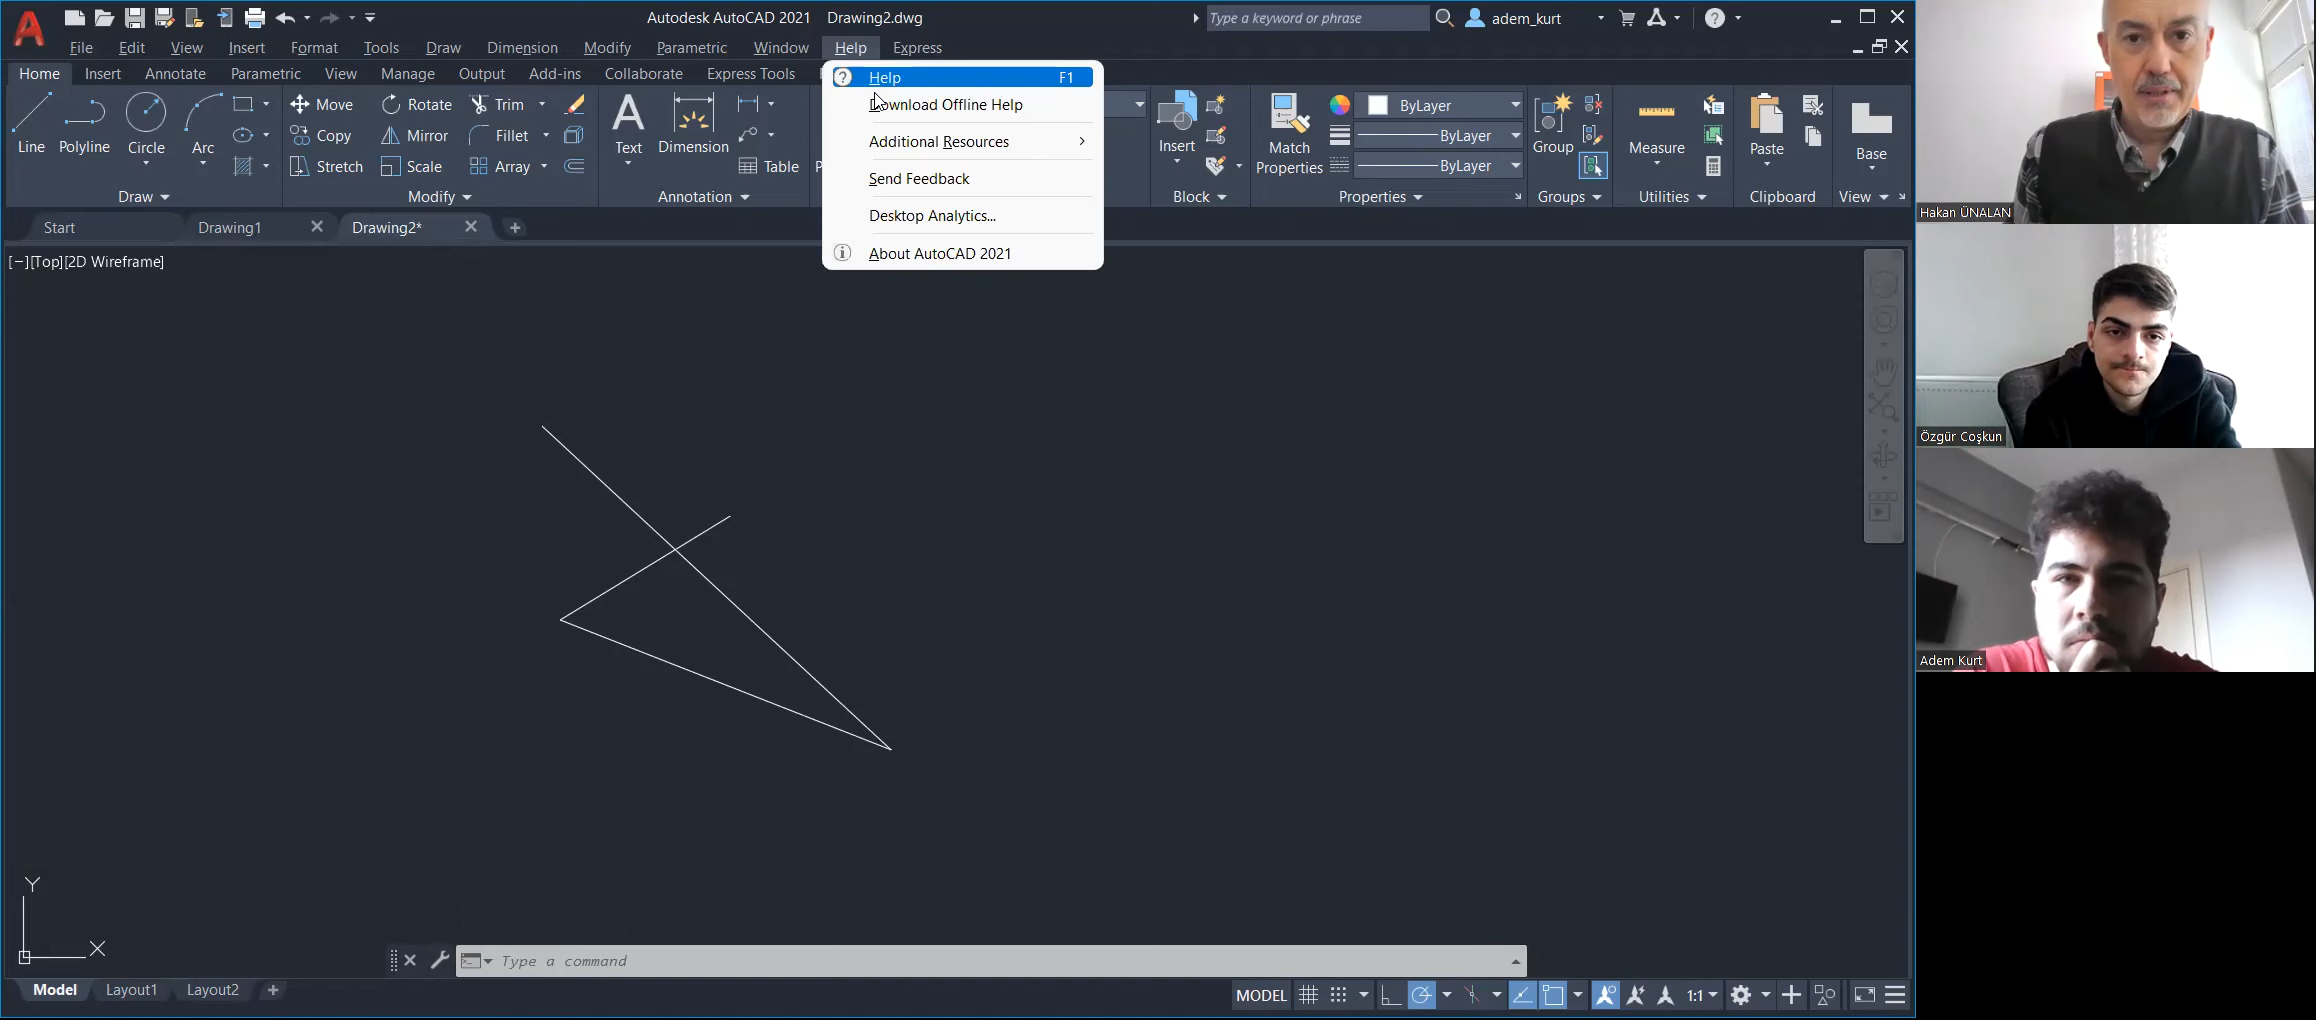 Autodesk AutoCAD 2021 Drawing2.dwg
Type a keyword or phrase
adem_kurt
File Edit View Insert Format Tools Draw Dimension Modify Parametric Window Help Express
Home Insert Annotate Parametric View Manage Output Add-ins Collaborate Express Tools
Help F1
Download Offline Help
Additional Resources
Send Feedback
Desktop Analytics...
About AutoCAD 2021
Line
Polyline
Circle
Arc
Draw
Move
Rotate
Trim
Copy
Mirror
Fillet
Stretch
Scale
Array
Modify
Text
Dimension
Table
Annotation
Insert
Block
Match
Properties
ByLayer
ByLayer
ByLayer
Properties
Group
Groups
Measure
Utilities
Paste
Clipboard
Base
View
Start
Drawing1
Drawing2*
[−][Top][2D Wireframe]
Y
X
Type a command
Model
Layout1
Layout2
MODEL
1:1
Hakan ÜNALAN
Özgür Coşkun
Adem Kurt